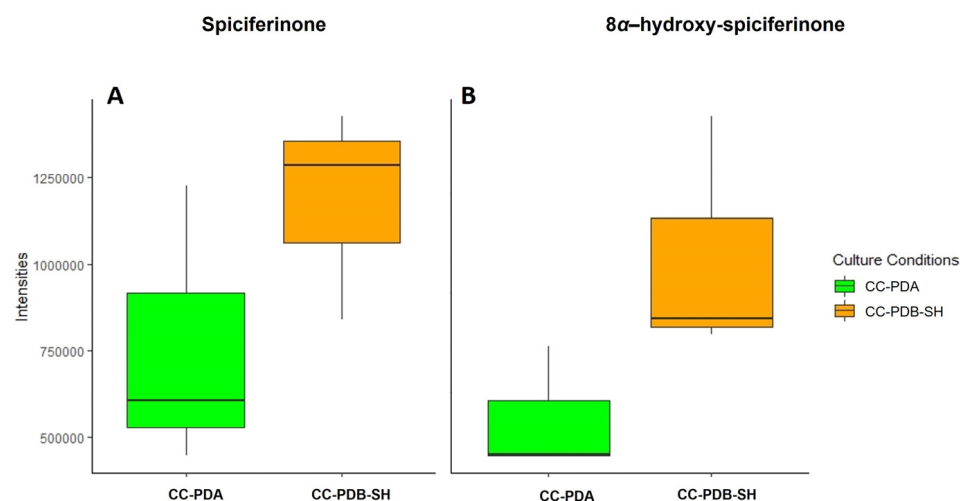 Spiciferinone
8α–hydroxy-spiciferinone
A
B
Intensities
1250000
1000000
750000
500000
CC-PDA
CC-PDB-SH
CC-PDA
CC-PDB-SH
Culture Conditions
CC-PDA
CC-PDB-SH